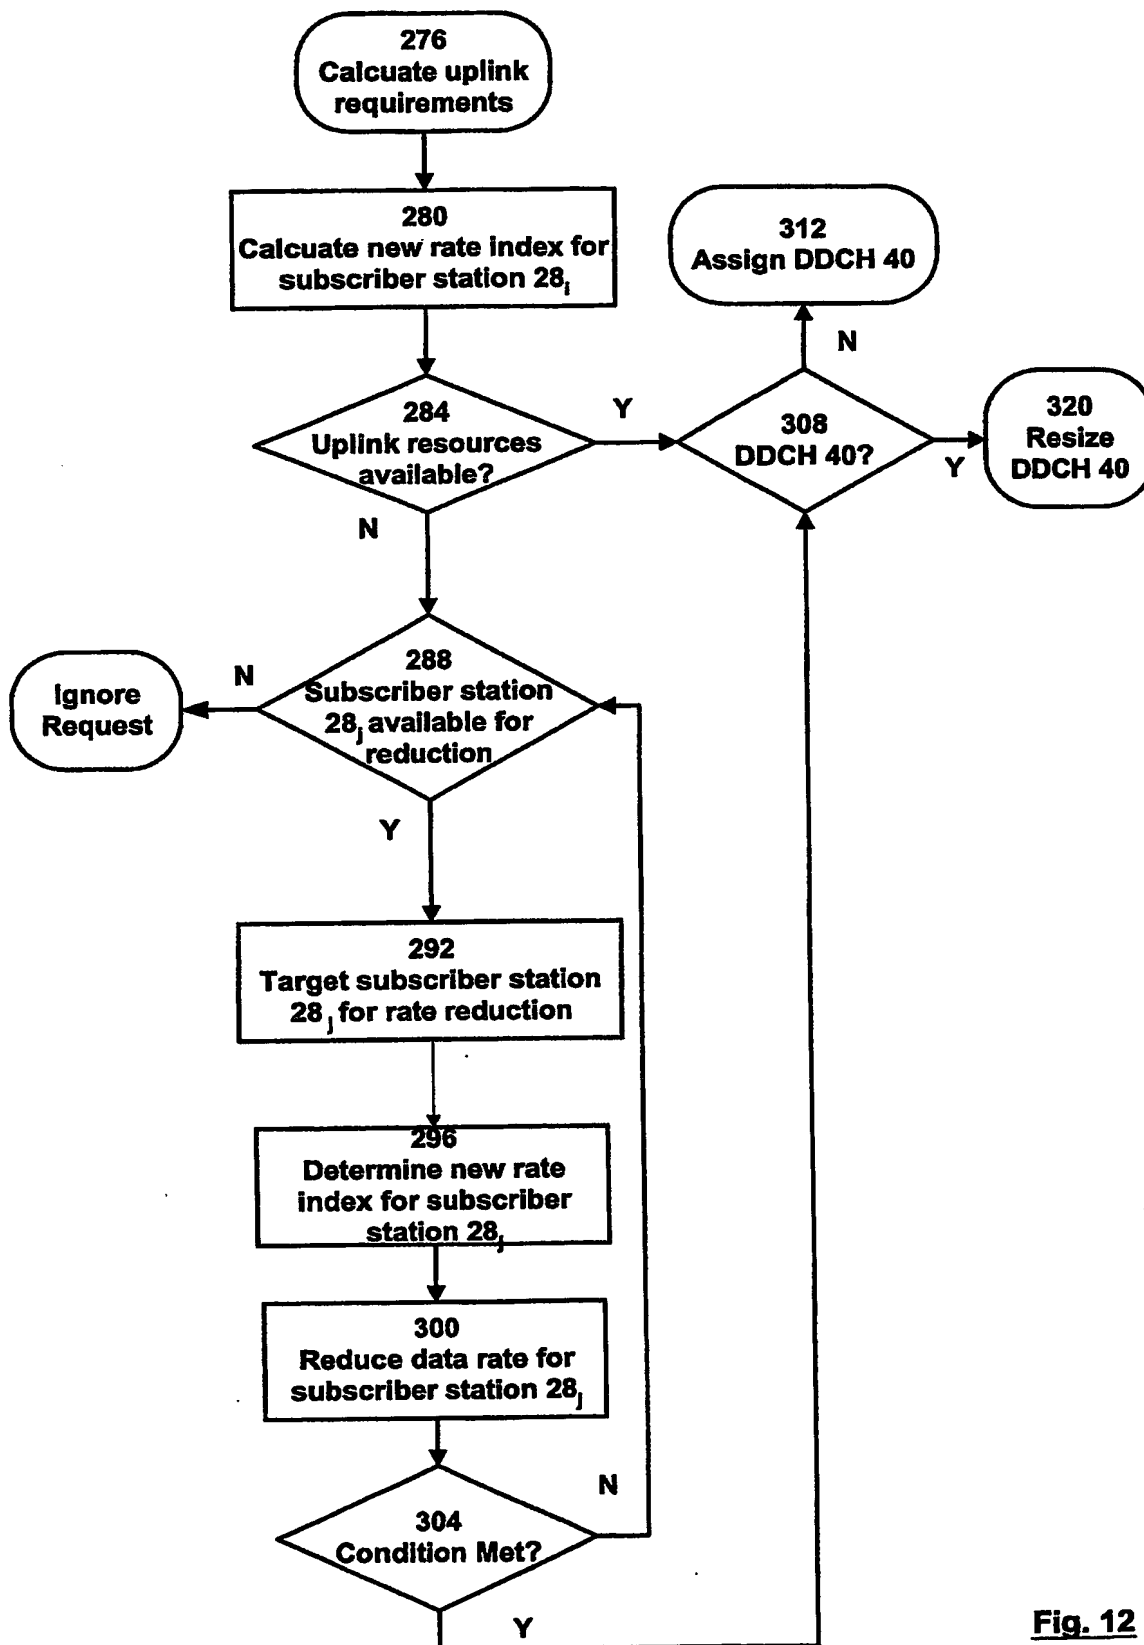 276
Calcuate uplink
requirements
280
Calcuate new rate index for
subscriber station 28i
312
Assign DDCH 40
N
284
Uplink resources
available?
Y
308
DDCH 40?
Y
320
Resize
DDCH 40
N
288
Subscriber station
28j available for
reduction
N
Ignore
Request
Y
292
Target subscriber station
28j for rate reduction
296
Determine new rate
index for subscriber
station 28j
300
Reduce data rate for
subscriber station 28j
N
304
Condition Met?
Y
Fig. 12